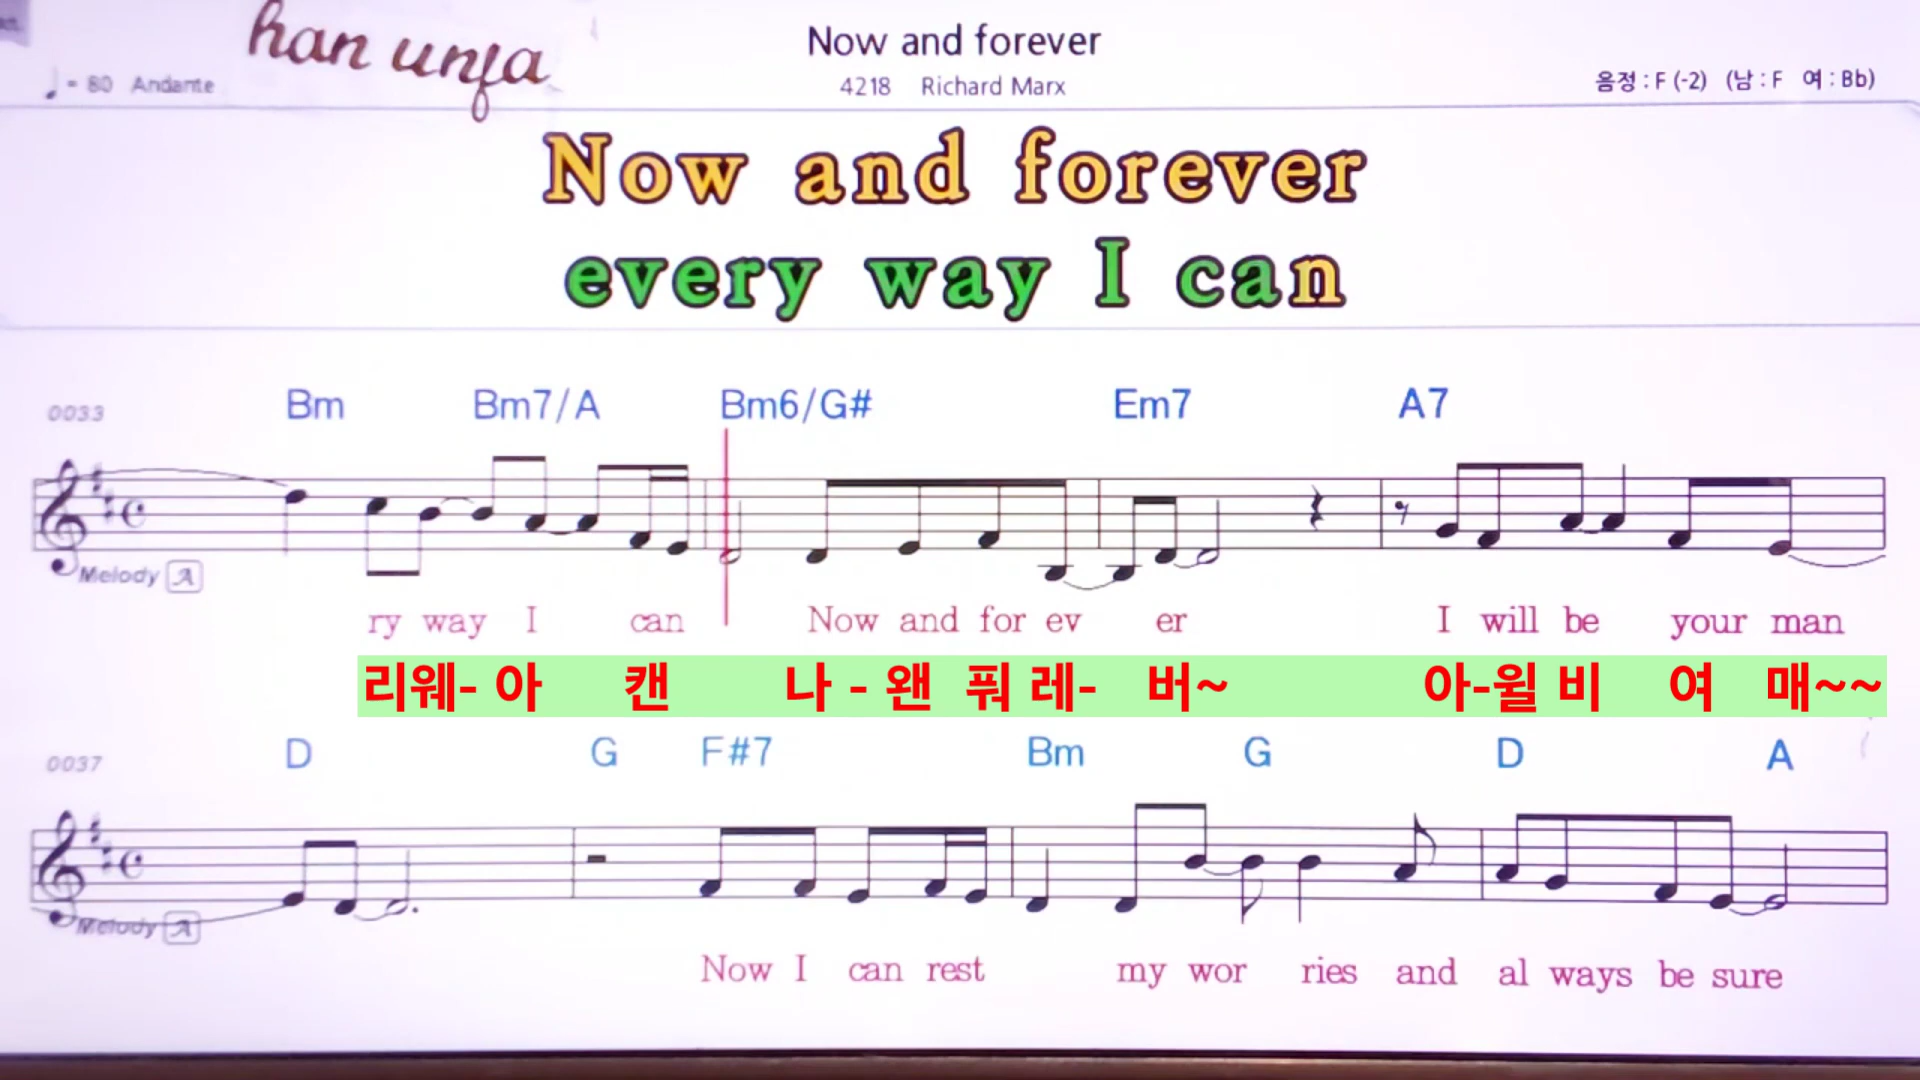 han unfa
Now and forever
= 80 Andante
4218 Richard Marx
음정 : F (-2) (남 : F 여 : Bb)
Now and forever
every way I can
0033
Bm Bm7/A Bm6/G# Em7 A7
Melody A
ry way I can Now and for ev er I will be your man
리웨- 아 캔 나 - 왠 풔 레- 버~ 아-윌 비 여 매~~
0037
D G F#7 Bm G D A
Melody A
Now I can rest my wor ries and al ways be sure